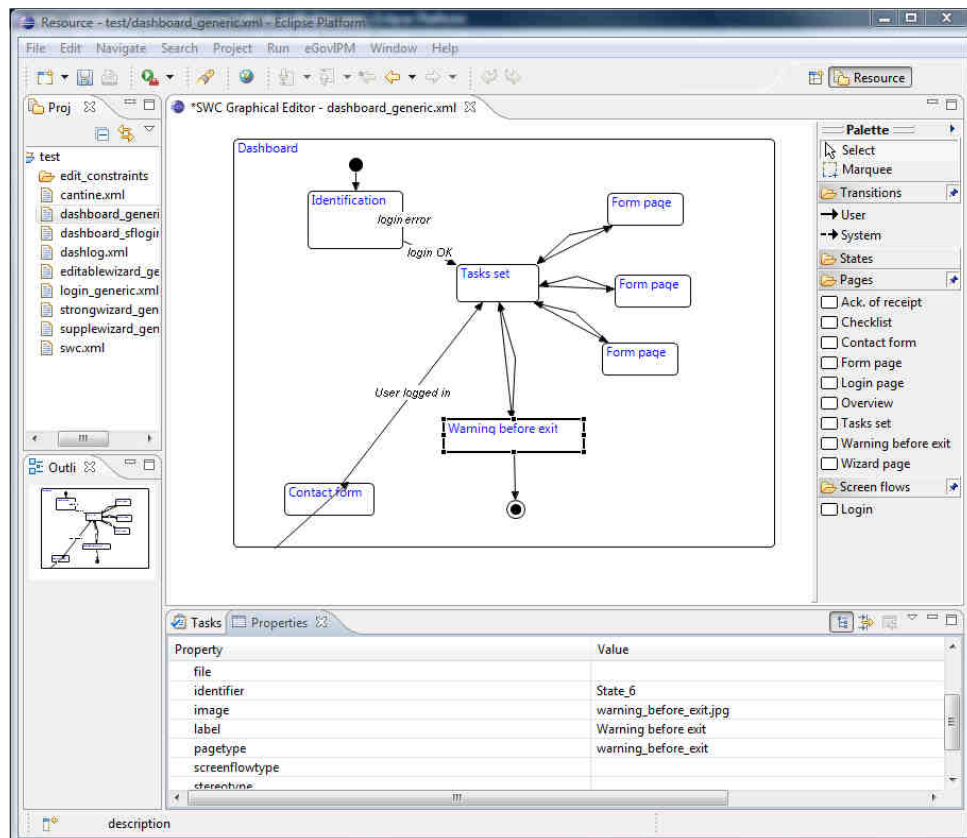 Resource - test/dashboard_generic.xml - Eclipse Platform
File Edit Navigate Search Project Run eGovIPM Window Help
Resource
Proj
*SWC Graphical Editor - dashboard_generic.xml
test
edit_constraints
cantine.xml
dashboard_generi
dashboard_sflogin
dashlog.xml
editablewizard_ge
login_generic.xml
strongwizard_gen
supplewizard_gen
swc.xml
Outli
Dashboard
Identification
login error
login OK
Tasks set
Form page
Form page
Form page
User logged in
Warning before exit
Contact form
Palette
Select
Marquee
Transitions
User
System
States
Pages
Ack. of receipt
Checklist
Contact form
Form page
Login page
Overview
Tasks set
Warning before exit
Wizard page
Screen flows
Login
Tasks Properties
Property Value
file
identifier State_6
image warning_before_exit.jpg
label Warning before exit
pagetype warning_before_exit
screenflowtype
stereotype
description